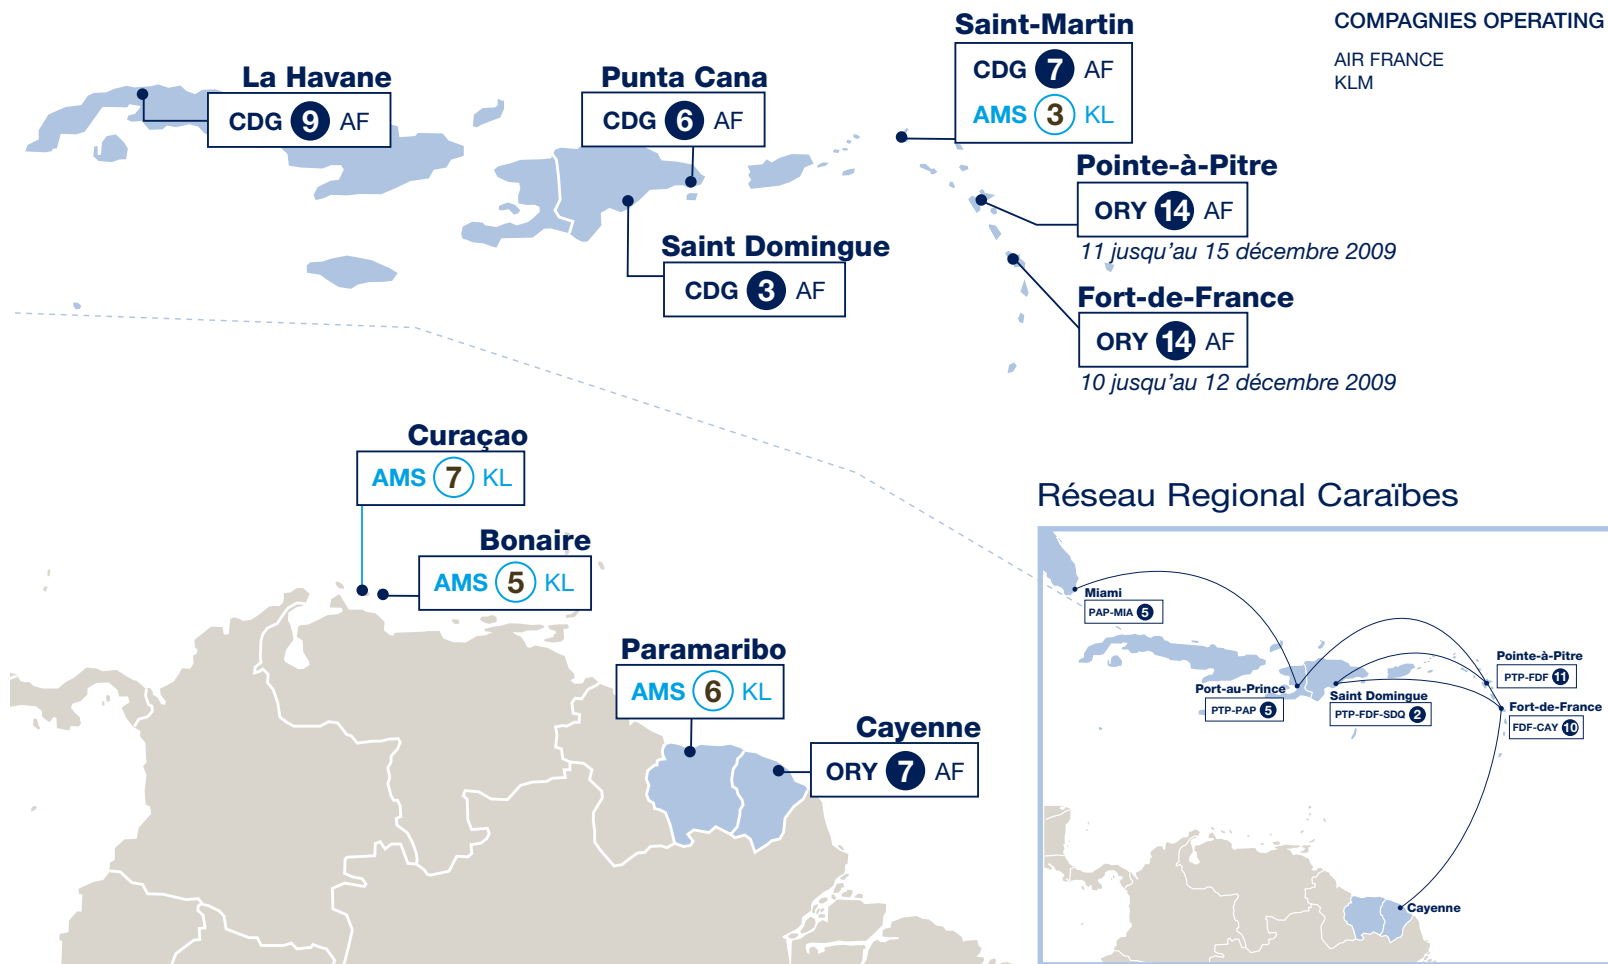 COMPAGNIES OPERATING
AIR FRANCE
KLM
La Havane
CDG 9 AF
Punta Cana
CDG 6 AF
Saint-Martin
CDG 7 AF
AMS 3 KL
Pointe-à-Pitre
ORY 14 AF
11 jusqu’au 15 décembre 2009
Saint Domingue
CDG 3 AF
Fort-de-France
ORY 14 AF
10 jusqu’au 12 décembre 2009
Curaçao
AMS 7 KL
Bonaire
AMS 5 KL
Paramaribo
AMS 6 KL
Cayenne
ORY 7 AF
Réseau Regional Caraïbes
Miami
PAP-MIA 5
Port-au-Prince
PTP-PAP 5
Saint Domingue
PTP-FDF-SDQ 2
Pointe-à-Pitre
PTP-FDF 11
Fort-de-France
FDF-CAY 10
Cayenne